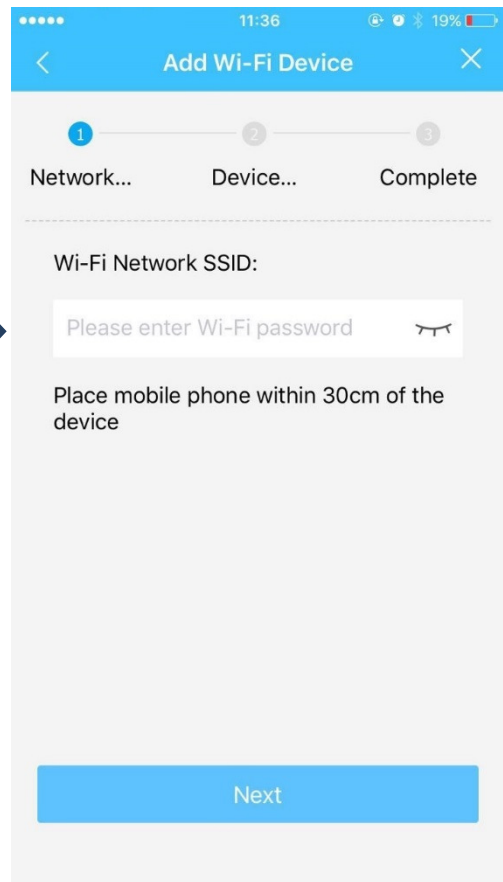 11:36
19%
Add Wi-Fi Device
1
2
3
Network...
Device...
Complete
Wi-Fi Network SSID:
Please enter Wi-Fi password
Place mobile phone within 30cm of the
device
Next